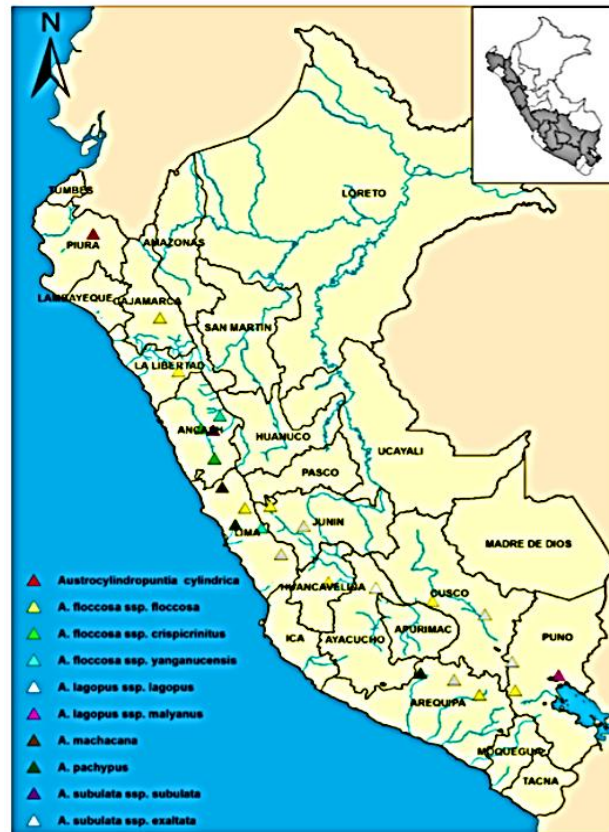 N
TUMBES
LORETO
PIURA
AMAZONAS
LAMBAYEQUE
CAJAMARCA
SAN MARTIN
LA LIBERTAD
ANCASH
HUANUCO
UCAYALI
PASCO
LIMA
JUNIN
MADRE DE DIOS
HUANCAVELICA
CUSCO
ICA
AYACUCHO
APURIMAC
PUNO
AREQUIPA
MOQUEGUA
TACNA
Austrocylindropuntia cylindrica
A. floccosa ssp. floccosa
A. floccosa ssp. crispicrinitus
A. floccosa ssp. yanganucensis
A. lagopus ssp. lagopus
A. lagopus ssp. malyanus
A. machacana
A. pachypus
A. subulata ssp. subulata
A. subulata ssp. exaltata